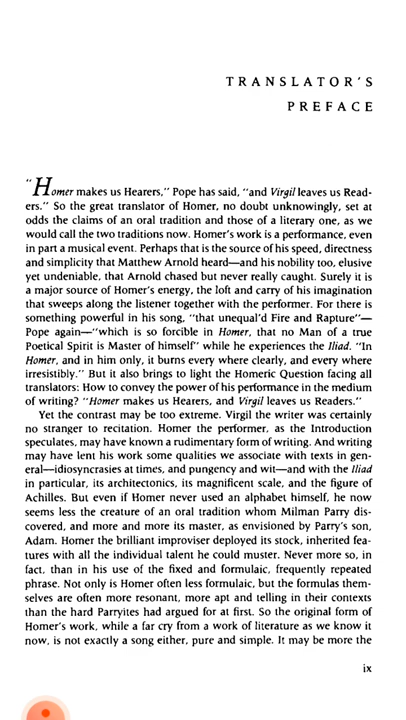 TRANSLATOR'S
PREFACE
"Homer makes us Hearers," Pope has said, "and Virgil leaves us Read-
ers." So the great translator of Homer, no doubt unknowingly, set at
odds the claims of an oral tradition and those of a literary one, as we
would call the two traditions now. Homer's work is a performance, even
in part a musical event. Perhaps that is the source of his speed, directness
and simplicity that Matthew Arnold heard—and his nobility too, elusive
yet undeniable, that Arnold chased but never really caught. Surely it is
a major source of Homer's energy, the loft and carry of his imagination
that sweeps along the listener together with the performer. For there is
something powerful in his song, "that unequal'd Fire and Rapture"—
Pope again—"which is so forcible in Homer, that no Man of a true
Poetical Spirit is Master of himself" while he experiences the Iliad. "In
Homer, and in him only, it burns every where clearly, and every where
irresistibly." But it also brings to light the Homeric Question facing all
translators: How to convey the power of his performance in the medium
of writing? "Homer makes us Hearers, and Virgil leaves us Readers."
Yet the contrast may be too extreme. Virgil the writer was certainly
no stranger to recitation. Homer the performer, as the Introduction
speculates, may have known a rudimentary form of writing. And writing
may have lent his work some qualities we associate with texts in gen-
eral—idiosyncrasies at times, and pungency and wit—and with the Iliad
in particular, its architectonics, its magnificent scale, and the figure of
Achilles. But even if Homer never used an alphabet himself, he now
seems less the creature of an oral tradition whom Milman Parry dis-
covered, and more and more its master, as envisioned by Parry's son,
Adam. Homer the brilliant improviser deployed its stock, inherited fea-
tures with all the individual talent he could muster. Never more so, in
fact, than in his use of the fixed and formulaic, frequently repeated
phrase. Not only is Homer often less formulaic, but the formulas them-
selves are often more resonant, more apt and telling in their contexts
than the hard Parryites had argued for at first. So the original form of
Homer's work, while a far cry from a work of literature as we know it
now, is not exactly a song either, pure and simple. It may be more the
ix